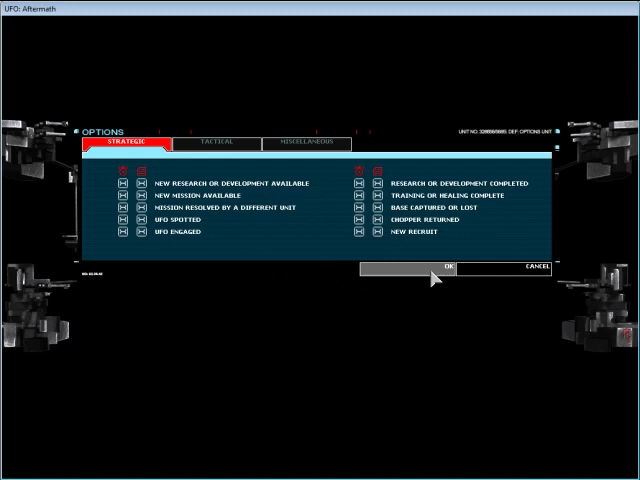 UFO: Aftermath
OPTIONS
STRATEGIC TACTICAL MISCELLANEOUS
NEW RESEARCH OR DEVELOPMENT AVAILABLE RESEARCH OR DEVELOPMENT COMPLETED
NEW MISSION AVAILABLE TRAINING OR HEALING COMPLETE
MISSION RESOLVED BY A DIFFERENT UNIT BASE CAPTURED OR LOST
UFO SPOTTED CHOPPER RETURNED
UFO ENGAGED NEW RECRUIT
OK CANCEL